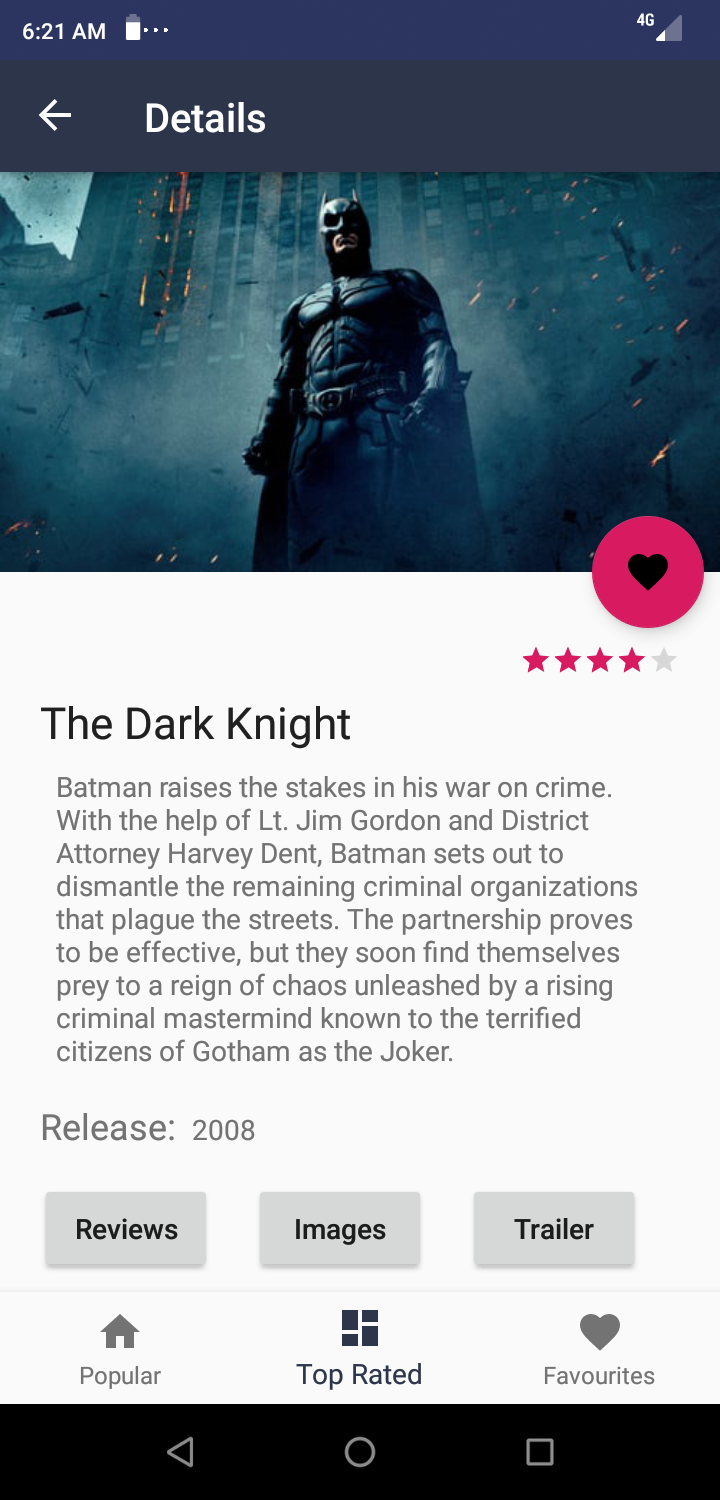 6:21 AM
4G
Details
The Dark Knight
Batman raises the stakes in his war on crime.
With the help of Lt. Jim Gordon and District
Attorney Harvey Dent, Batman sets out to
dismantle the remaining criminal organizations
that plague the streets. The partnership proves
to be effective, but they soon find themselves
prey to a reign of chaos unleashed by a rising
criminal mastermind known to the terrified
citizens of Gotham as the Joker.
Release: 2008
Reviews Images Trailer
Popular Top Rated Favourites